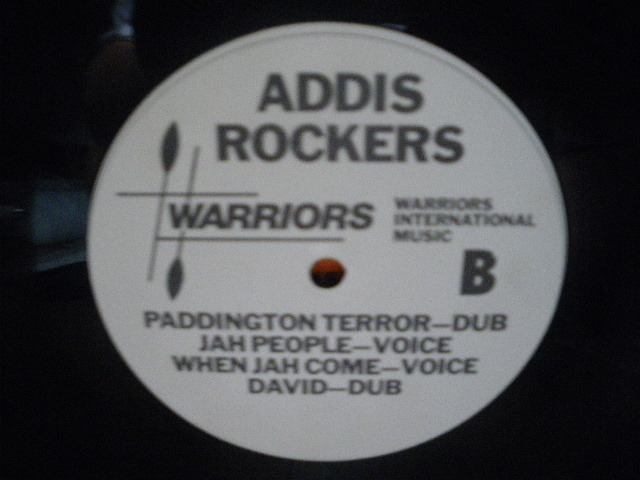 ADDIS
ROCKERS
WARRIORS
WARRIORS
INTERNATIONAL
MUSIC
B
PADDINGTON TERROR—DUB
JAH PEOPLE—VOICE
WHEN JAH COME—VOICE
DAVID—DUB